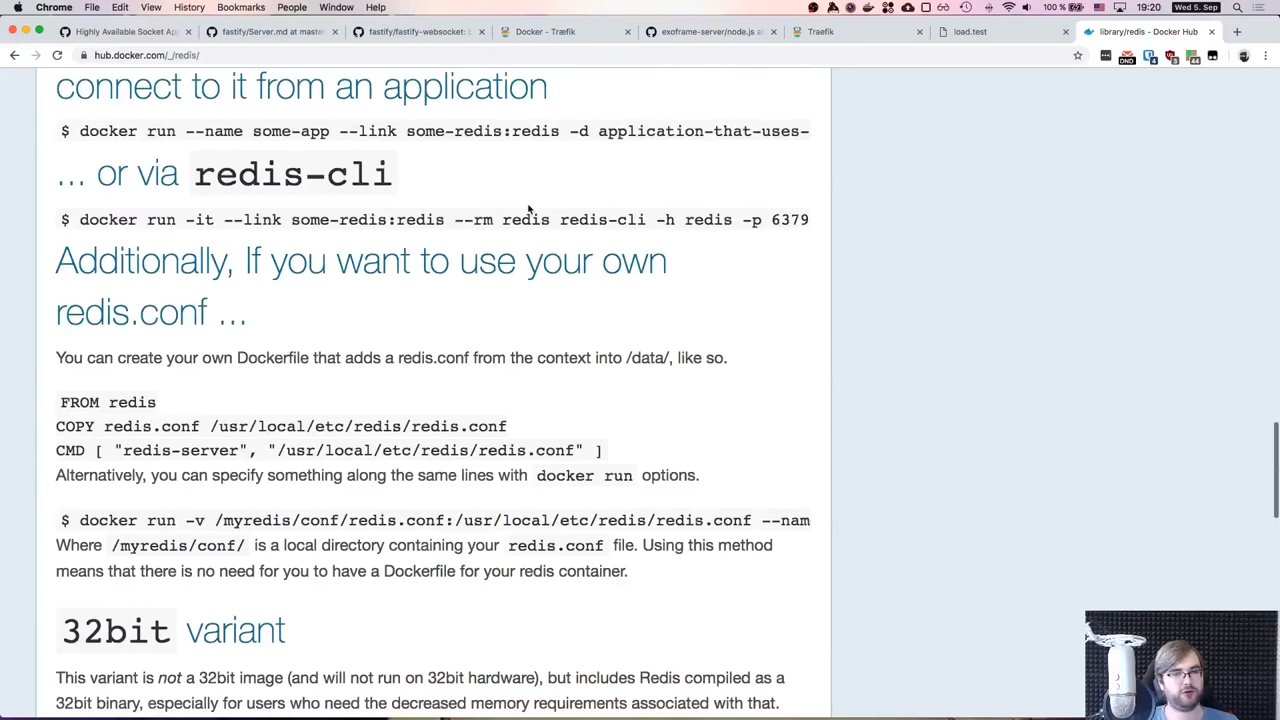 Chrome File Edit View History Bookmarks People Window Help 100 % 19:20 Wed 5. Sep
Highly Available Socket Ap
fastify/Server.md at master
fastify/fastify-websocket: b
Docker - Træfik
exoframe-server/node.js at
Traefik
load.test
library/redis - Docker Hub
hub.docker.com/_/redis/
connect to it from an application
$ docker run --name some-app --link some-redis:redis -d application-that-uses-
... or via redis-cli
$ docker run -it --link some-redis:redis --rm redis redis-cli -h redis -p 6379
Additionally, If you want to use your own
redis.conf ...
You can create your own Dockerfile that adds a redis.conf from the context into /data/, like so.
FROM redis
COPY redis.conf /usr/local/etc/redis/redis.conf
CMD [ "redis-server", "/usr/local/etc/redis/redis.conf" ]
Alternatively, you can specify something along the same lines with docker run options.
$ docker run -v /myredis/conf/redis.conf:/usr/local/etc/redis/redis.conf --nam
Where /myredis/conf/ is a local directory containing your redis.conf file. Using this method
means that there is no need for you to have a Dockerfile for your redis container.
32bit variant
This variant is not a 32bit image (and will not run on 32bit hardware), but includes Redis compiled as a
32bit binary, especially for users who need the decreased memory requirements associated with that.